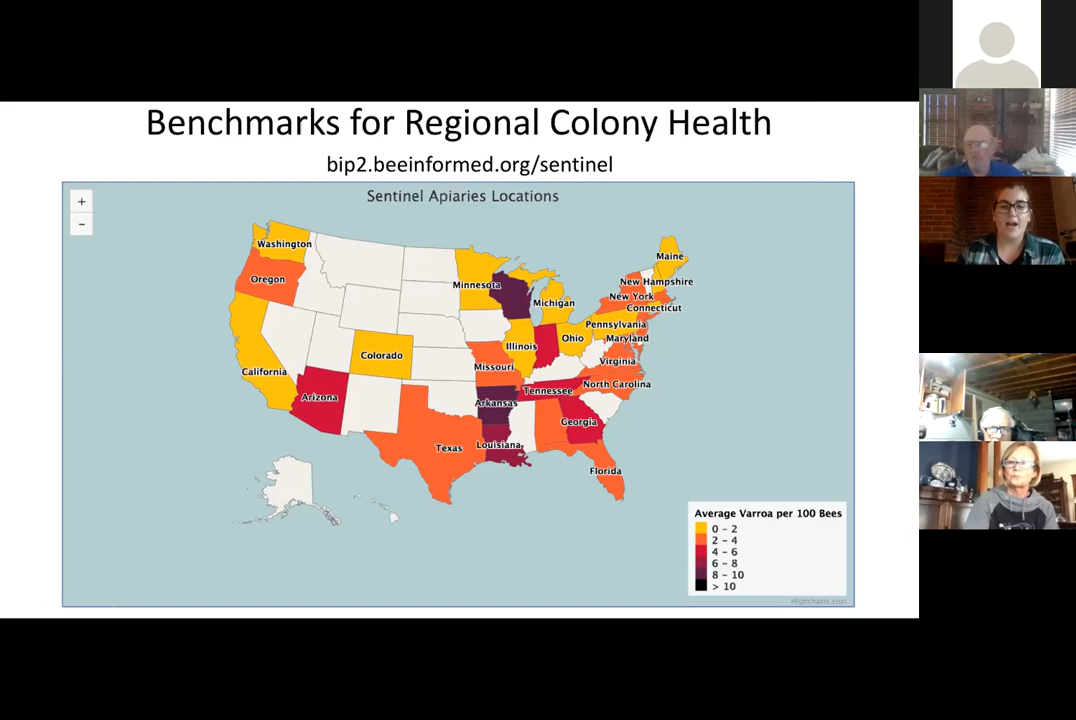 Benchmarks for Regional Colony Health
bip2.beeinformed.org/sentinel
Sentinel Apiaries Locations
+
-
Washington
Oregon
California
Arizona
Colorado
Texas
Minnesota
Missouri
Arkansas
Louisiana
Illinois
Michigan
Ohio
Tennessee
Georgia
Florida
North Carolina
Virginia
Maryland
Pennsylvania
Connecticut
New York
New Hampshire
Maine
Average Varroa per 100 Bees
0 - 2
2 - 4
4 - 6
6 - 8
8 - 10
> 10
Highcharts.com